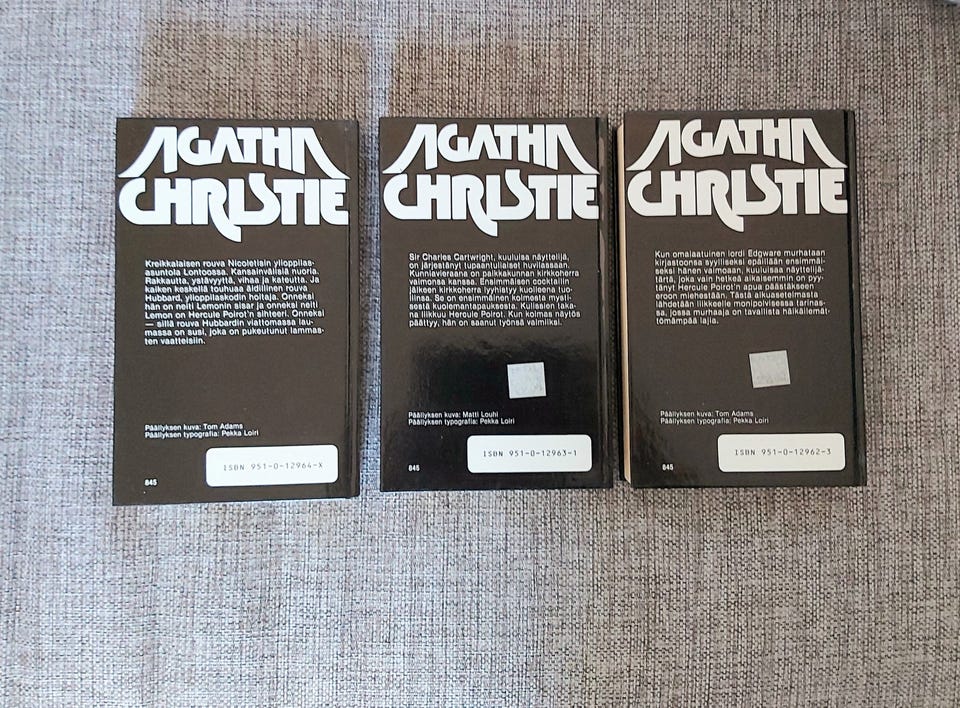 AGATHA
CHRISTIE
Kreikkalaisen rouva Nicoletisin ylioppilas-
asuntola Lontoossa. Kansainvälisiä nuoria.
Rakkautta, ystävyyttä, vihaa ja kateutta. Ja
kaiken keskellä touhuaa äidillinen rouva
Hubbard, ylioppilaskodin hoitaja. Onneksi
hän on neiti Lemonin sisar ja onneksi neiti
Lemon on Hercule Poirot'n sihteeri. Onneksi
— sillä rouva Hubbardin viattomassa lau-
massa on susi, joka on pukeutunut lammas-
ten vaatteisiin.
Päällyksen kuva: Tom Adams
Päällyksen typografia: Pekka Loiri
ISBN 951-0-12964-X
845
AGATHA
CHRISTIE
Sir Charles Cartwright, kuuluisa näyttelijä,
on järjestänyt tupaantuliaiset huvilassaan.
Kunniavieraana on paikkakunnan kirkkoherra
vaimonsa kanssa. Ensimmäisen cocktailin
jälkeen kirkkoherra lyyhistyy kuolleena tuo-
liinsa. Se on ensimmäinen kolmesta mysti-
sestä kuolemantapauksesta. Kulissien taka-
na liikkuu Hercule Poirot. Kun kolmas näytös
päättyy, hän on saanut työnsä valmiiksi.
Päällyksen kuva: Matti Louhi
Päällyksen typografia: Pekka Loiri
ISBN 951-0-12963-1
845
AGATHA
CHRISTIE
Kun omalaatuinen lordi Edgware murhataan
kirjastoonsa syylliseksi epäillään ensimmäi-
seksi hänen vaimoaan, kuuluisaa näyttelijä-
tärtä, joka vain hetkeä aikaisemmin on pyy-
tänyt Hercule Poirot'n apua päästäkseen
eroon miehestään. Tästä alkuasetelmasta
lähdetään liikkeelle monipolvisessa tarinas-
sa, jossa murhaaja on tavallista häikäilemät-
tömämpää lajia.
Päällyksen kuva: Tom Adams
Päällyksen typografia: Pekka Loiri
ISBN 951-0-12962-3
845